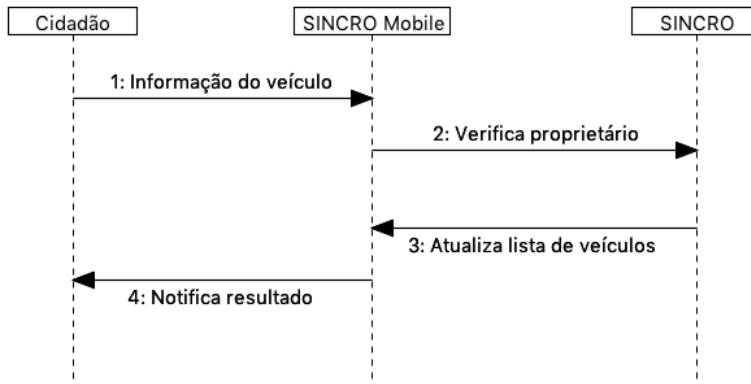 Cidadão
SINCRO Mobile
SINCRO
1: Informação do veículo
2: Verifica proprietário
3: Atualiza lista de veículos
4: Notifica resultado